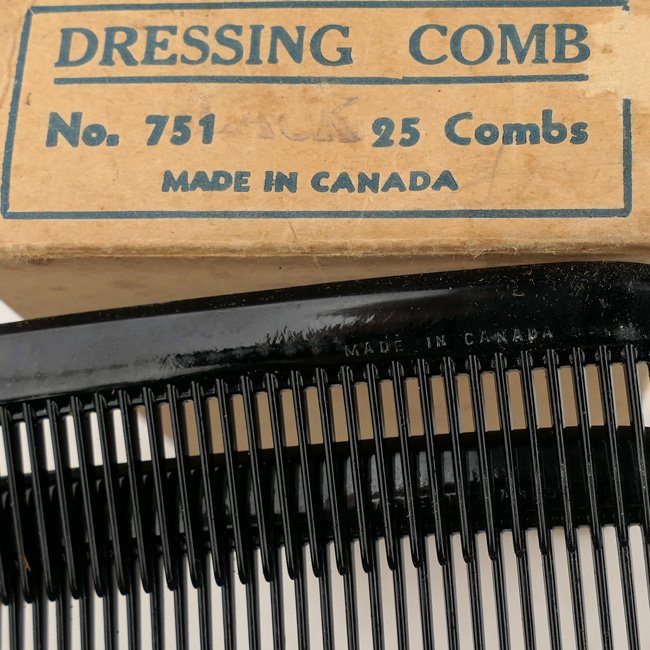 DRESSING COMB
No. 751 25 Combs
MADE IN CANADA
MADE IN CANADA